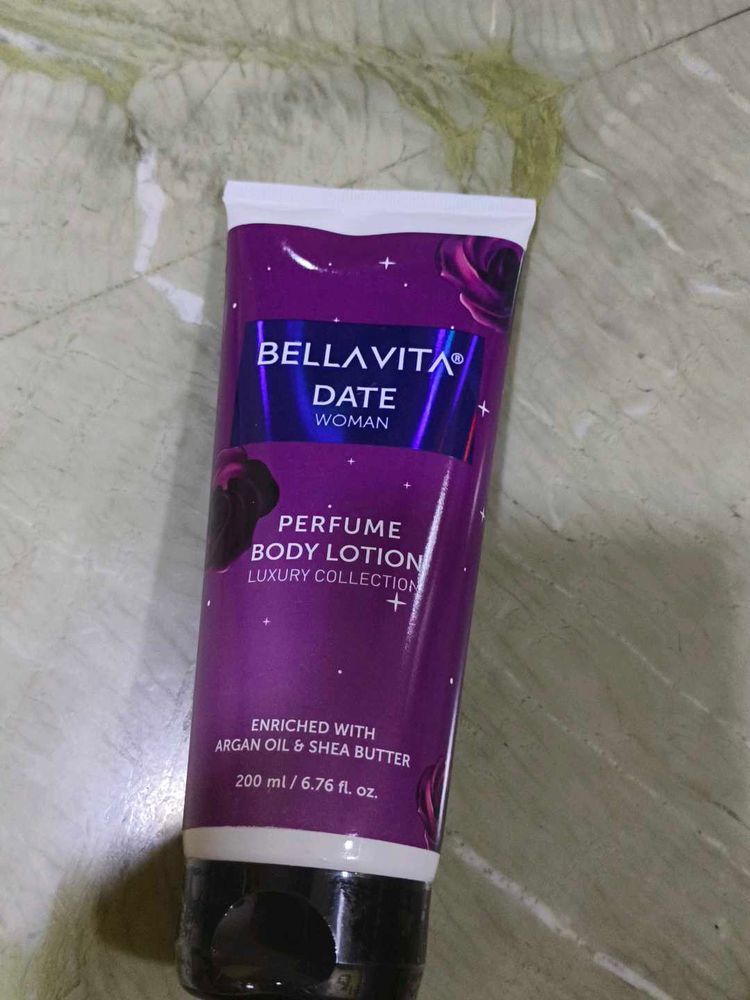 BELLAVITA®
DATE
WOMAN
PERFUME
BODY LOTION
LUXURY COLLECTION
ENRICHED WITH
ARGAN OIL & SHEA BUTTER
200 ml / 6.76 fl. oz.